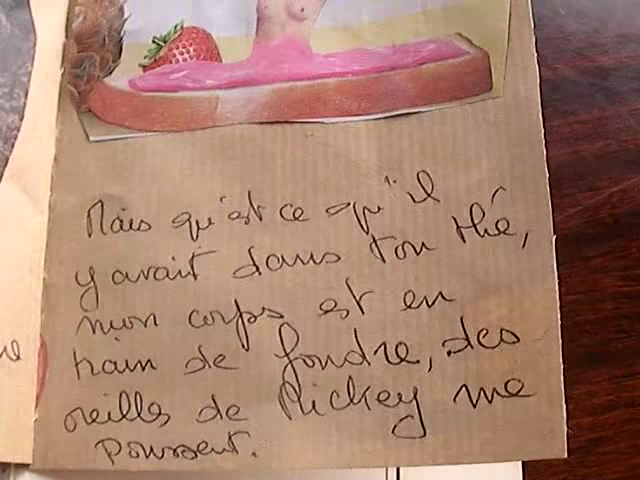 Mais qu'est ce qu'il
y avait dans ton thé,
mon corps est en
train de fondre, des
oreilles de Mickey me
poussent.